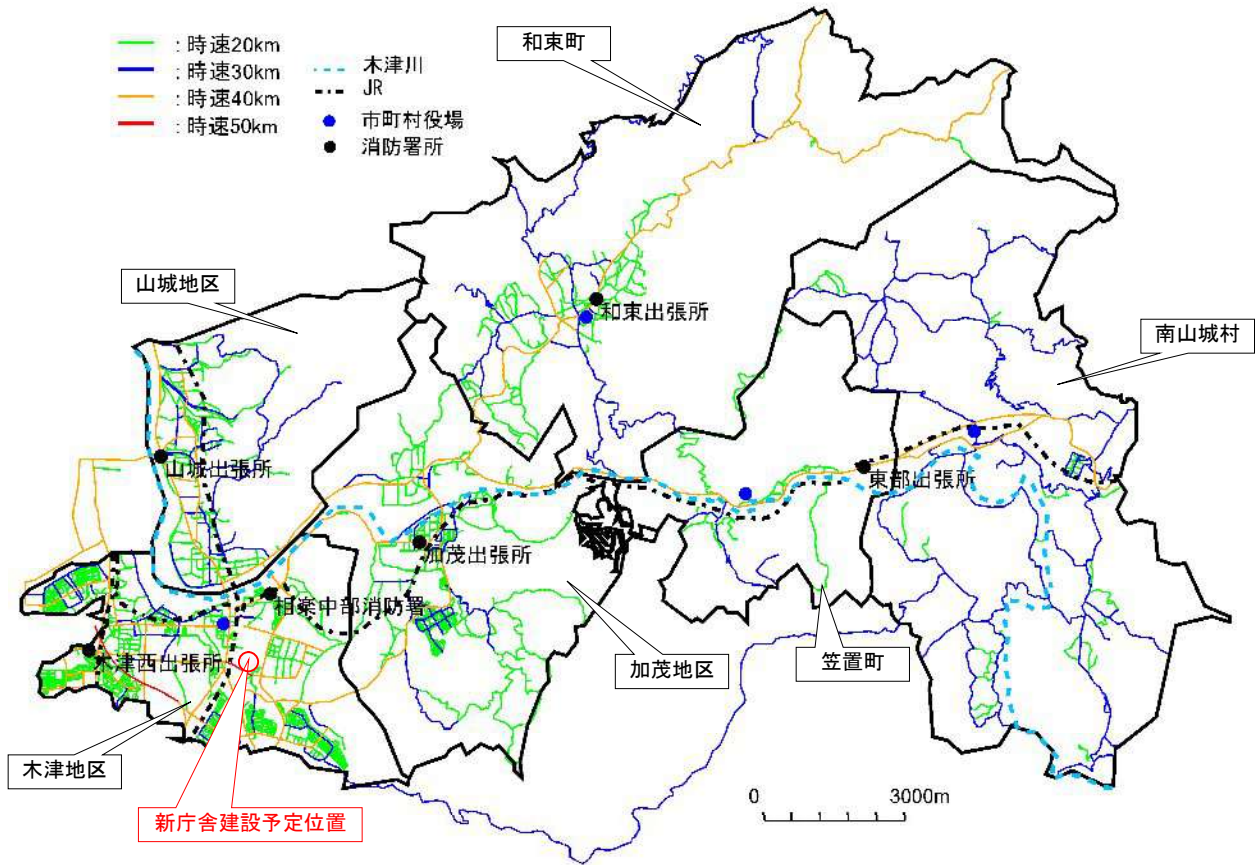 : 時速20km
: 時速30km
: 時速40km
: 時速50km
木津川
JR
市町村役場
消防署所
和束町
山城地区
和束出張所
南山城村
山城出張所
東部出張所
加茂出張所
相楽中部消防署
木津西出張所
加茂地区
笠置町
木津地区
新庁舎建設予定位置
0 3000m